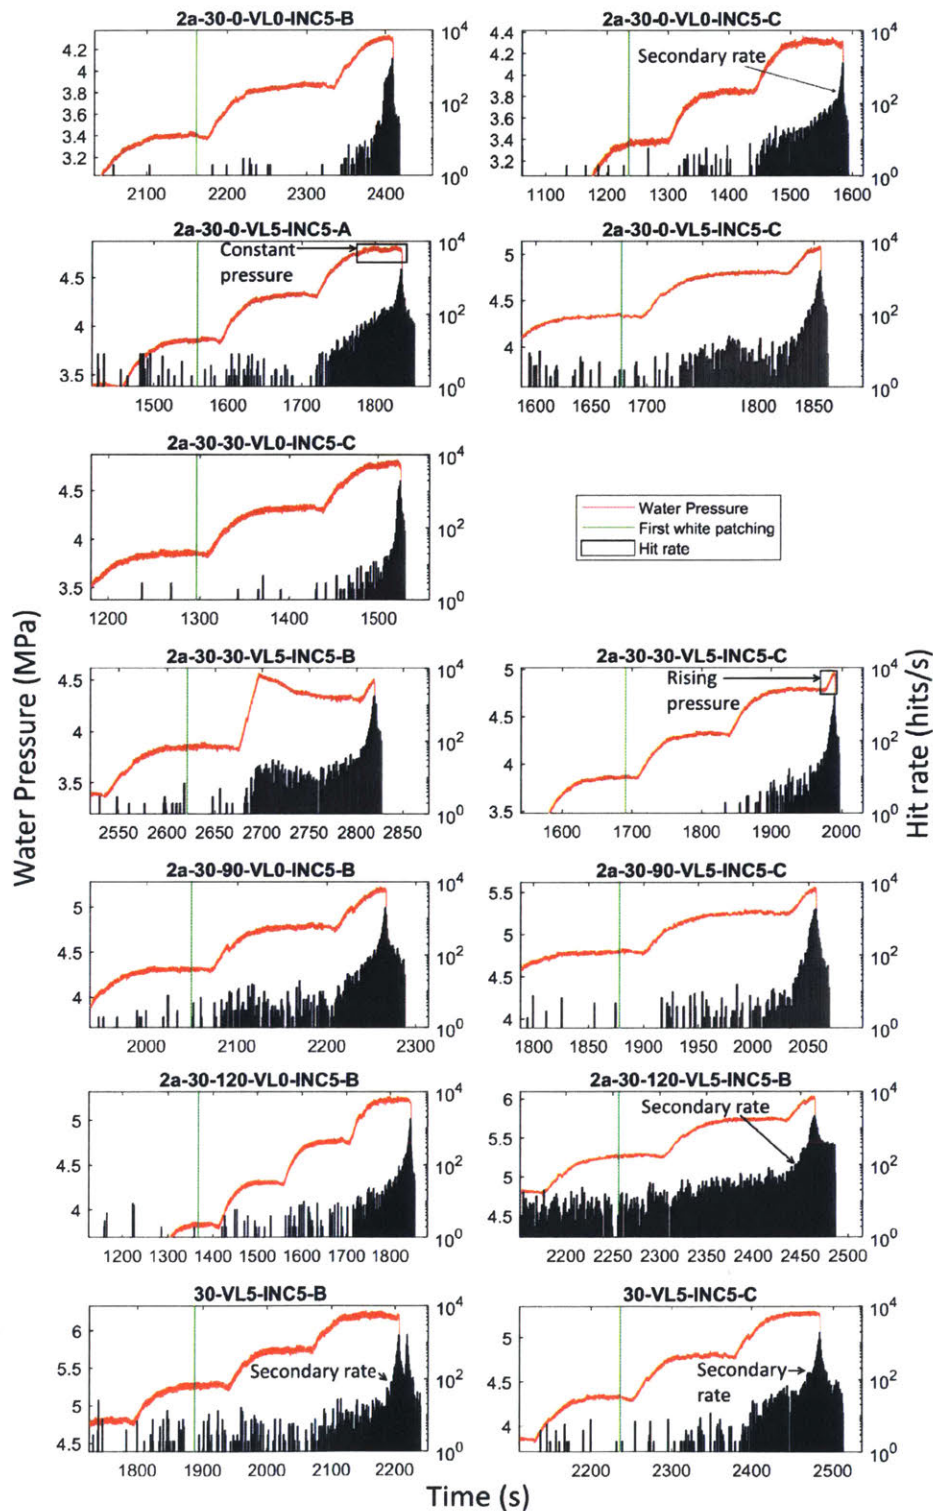 2a-30-0-VL0-INC5-B
4.2
4
3.8
3.6
3.4
3.2
10^4
10^2
10^0
2100 2200 2300 2400
2a-30-0-VL0-INC5-C
4.4
4.2
4
3.8
3.6
3.4
3.2
Secondary rate
10^4
10^2
10^0
1100 1200 1300 1400 1500 1600
2a-30-0-VL5-INC5-A
4.5
4
3.5
Constant
pressure
10^4
10^2
10^0
1500 1600 1700 1800
2a-30-0-VL5-INC5-C
5
4.5
4
10^4
10^2
10^0
1600 1650 1700 1800 1850
2a-30-30-VL0-INC5-C
4.5
4
3.5
10^4
10^2
10^0
1200 1300 1400 1500
Water Pressure
First white patching
Hit rate
Water Pressure (MPa)
Hit rate (hits/s)
2a-30-30-VL5-INC5-B
4.5
4
3.5
10^4
10^2
10^0
2550 2600 2650 2700 2750 2800 2850
2a-30-30-VL5-INC5-C
5
4.5
4
3.5
Rising
pressure
10^4
10^2
10^0
1600 1700 1800 1900 2000
2a-30-90-VL0-INC5-B
5
4.5
4
10^4
10^2
10^0
2000 2100 2200 2300
2a-30-90-VL5-INC5-C
5.5
5
4.5
4
10^4
10^2
10^0
1800 1850 1900 1950 2000 2050
2a-30-120-VL0-INC5-B
5
4.5
4
10^4
10^2
10^0
1200 1300 1400 1500 1600 1700 1800
2a-30-120-VL5-INC5-B
6
5.5
5
4.5
Secondary rate
10^4
10^2
10^0
2200 2250 2300 2350 2400 2450 2500
30-VL5-INC5-B
6
5.5
5
4.5
Secondary rate
10^4
10^2
10^0
1800 1900 2000 2100 2200
30-VL5-INC5-C
5
4.5
4
Secondary
rate
10^4
10^2
10^0
2200 2300 2400 2500
Time (s)